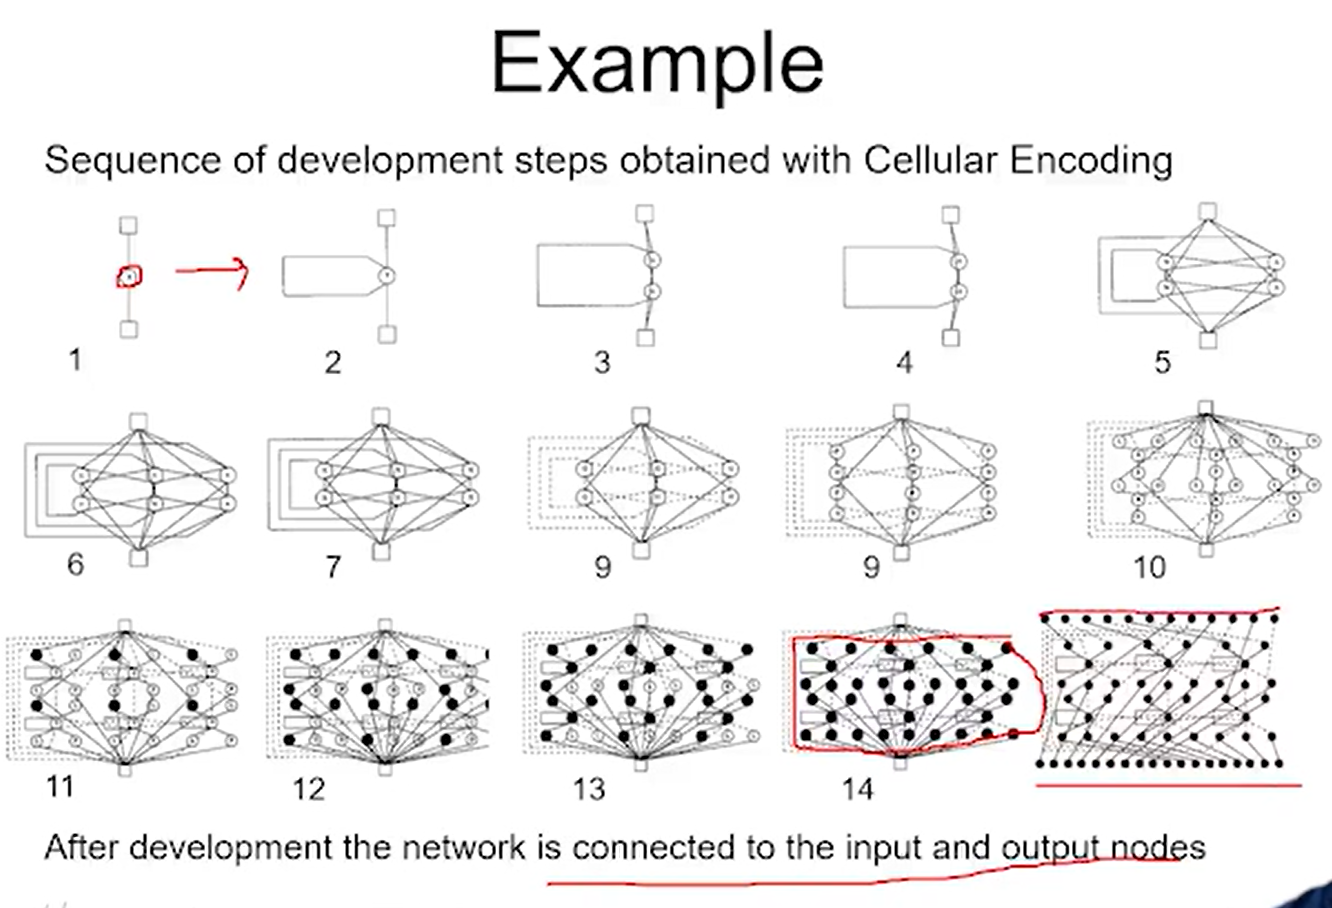 Example
Sequence of development steps obtained with Cellular Encoding
1 2 3 4 5
6 7 9 9 10
11 12 13 14
After development the network is connected to the input and output nodes